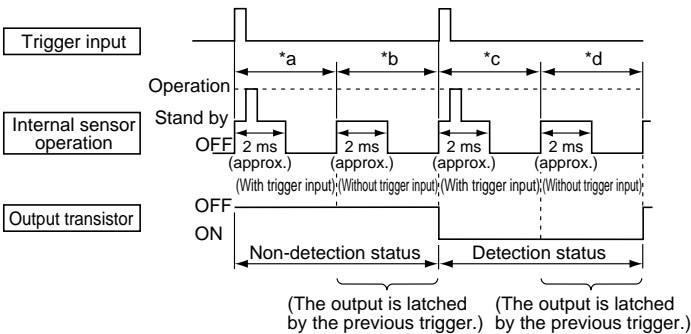 Trigger input
*a *b *c *d
Operation
Stand by
Internal sensor
operation
OFF
2 ms 2 ms 2 ms 2 ms
(approx.) (approx.) (approx.) (approx.)
(With trigger input) (Without trigger input) (With trigger input) (Without trigger input)
Output transistor
OFF
ON
Non-detection status Detection status
(The output is latched (The output is latched
by the previous trigger.) by the previous trigger.)